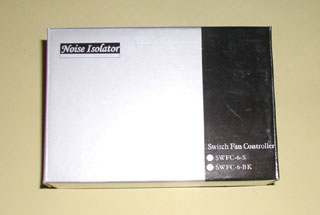 Noise Isolator
Switch Fan Controller
SWFC-6-S
SWFC-6-BK